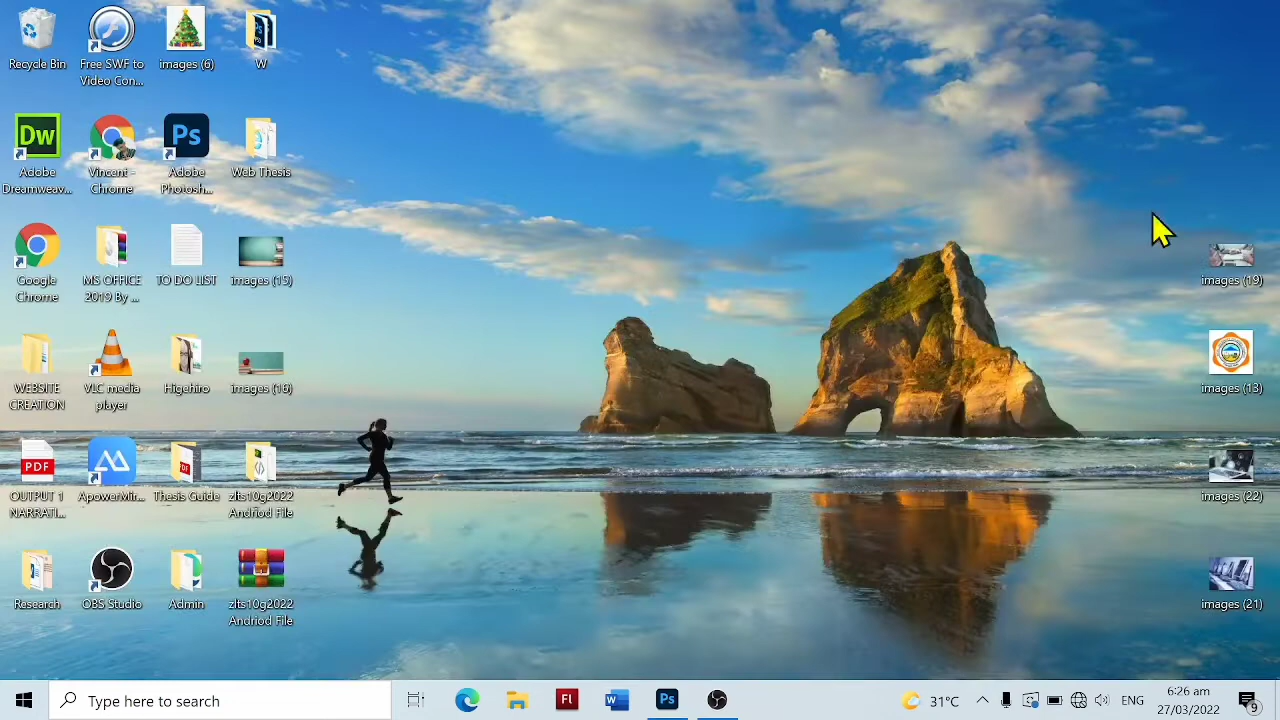 Recycle Bin
Free SWF to
Video Con...
images (6)
W
Dw
Adobe
Dreamweav...
Vincent -
Chrome
Ps
Adobe
Photosh...
Web Thesis
Google
Chrome
MS OFFICE
2019 By ...
TO DO LIST
images (15)
WEBSITE
CREATION
VLC media
player
Higehiro
images (16)
PDF
OUTPUT 1
NARRATI...
ApowerMir...
Thesis Guide
zlts10g2022
Andriod File
Research
OBS Studio
Admin
zlts10g2022
Andriod File
images (19)
images (13)
images (22)
images (21)
Type here to search
Fl
W
Ps
31°C
ENG
6:26 am
27/03/2022
9